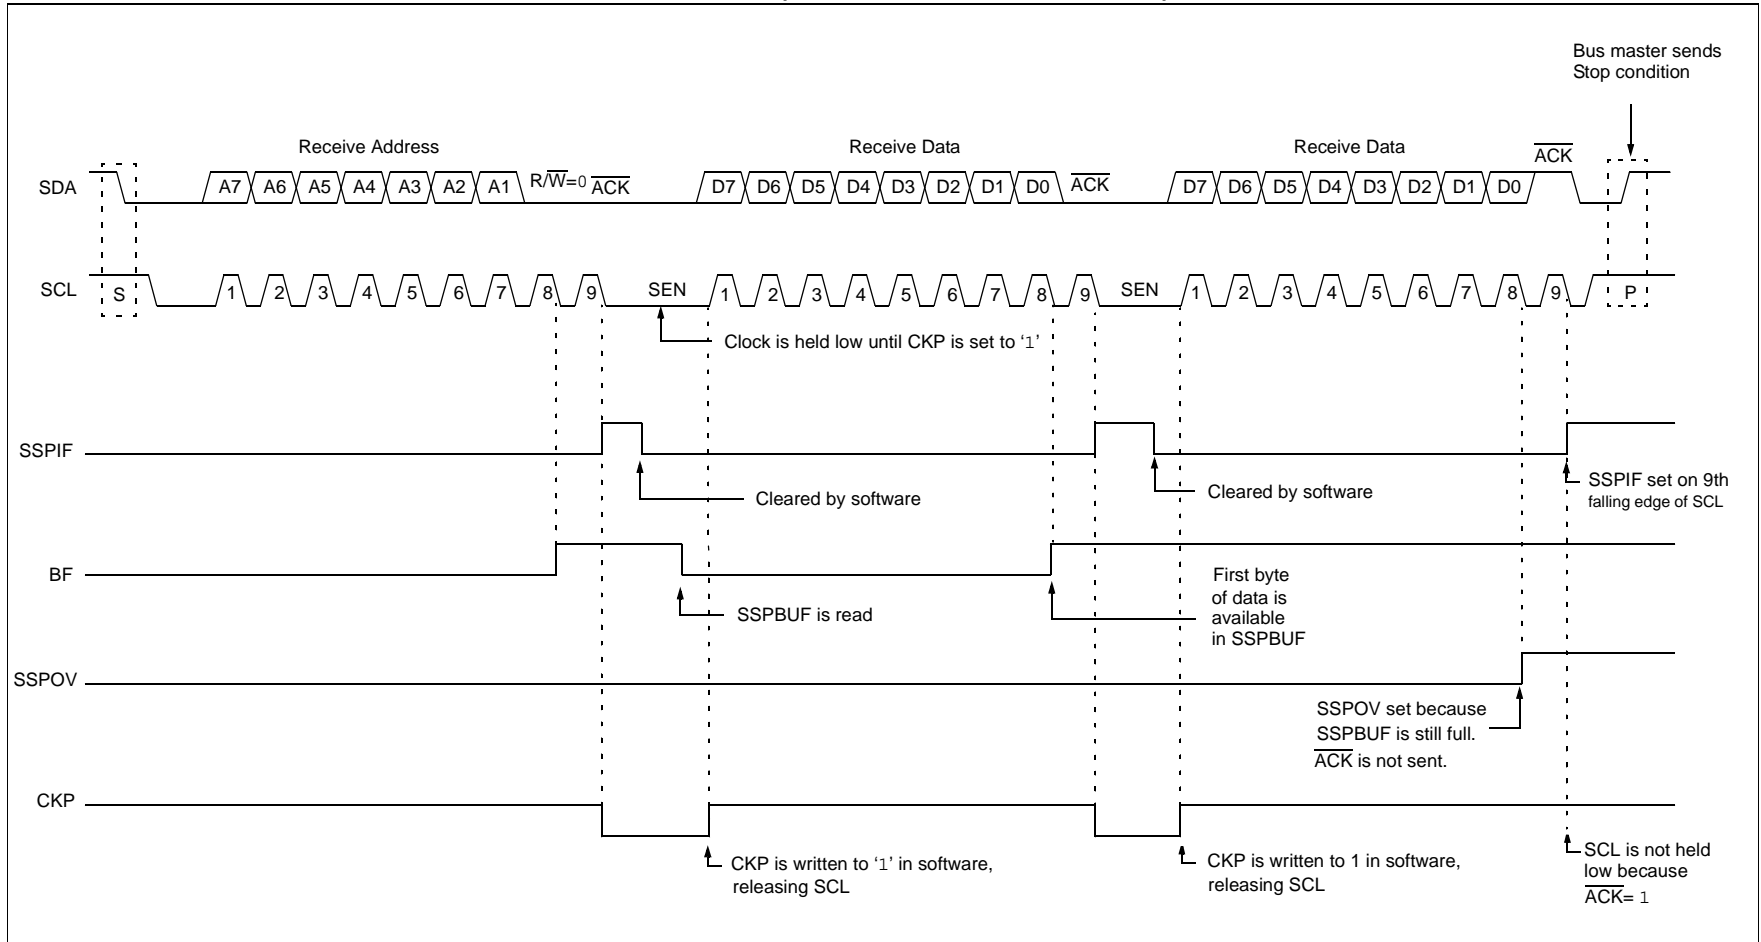 Bus master sends
Stop condition
Receive Address
Receive Data
Receive Data
ACK
SDA
A7 A6 A5 A4 A3 A2 A1 R/W=0 ACK
D7 D6 D5 D4 D3 D2 D1 D0 ACK
D7 D6 D5 D4 D3 D2 D1 D0
SCL
S
1 2 3 4 5 6 7 8 9 SEN
1 2 3 4 5 6 7 8 9 SEN
1 2 3 4 5 6 7 8 9
P
Clock is held low until CKP is set to ‘1’
SSPIF
Cleared by software
Cleared by software
SSPIF set on 9th
falling edge of SCL
BF
SSPBUF is read
First byte
of data is
available
in SSPBUF
SSPOV
SSPOV set because
SSPBUF is still full.
ACK is not sent.
CKP
CKP is written to ‘1’ in software,
releasing SCL
CKP is written to 1 in software,
releasing SCL
SCL is not held
low because
ACK= 1